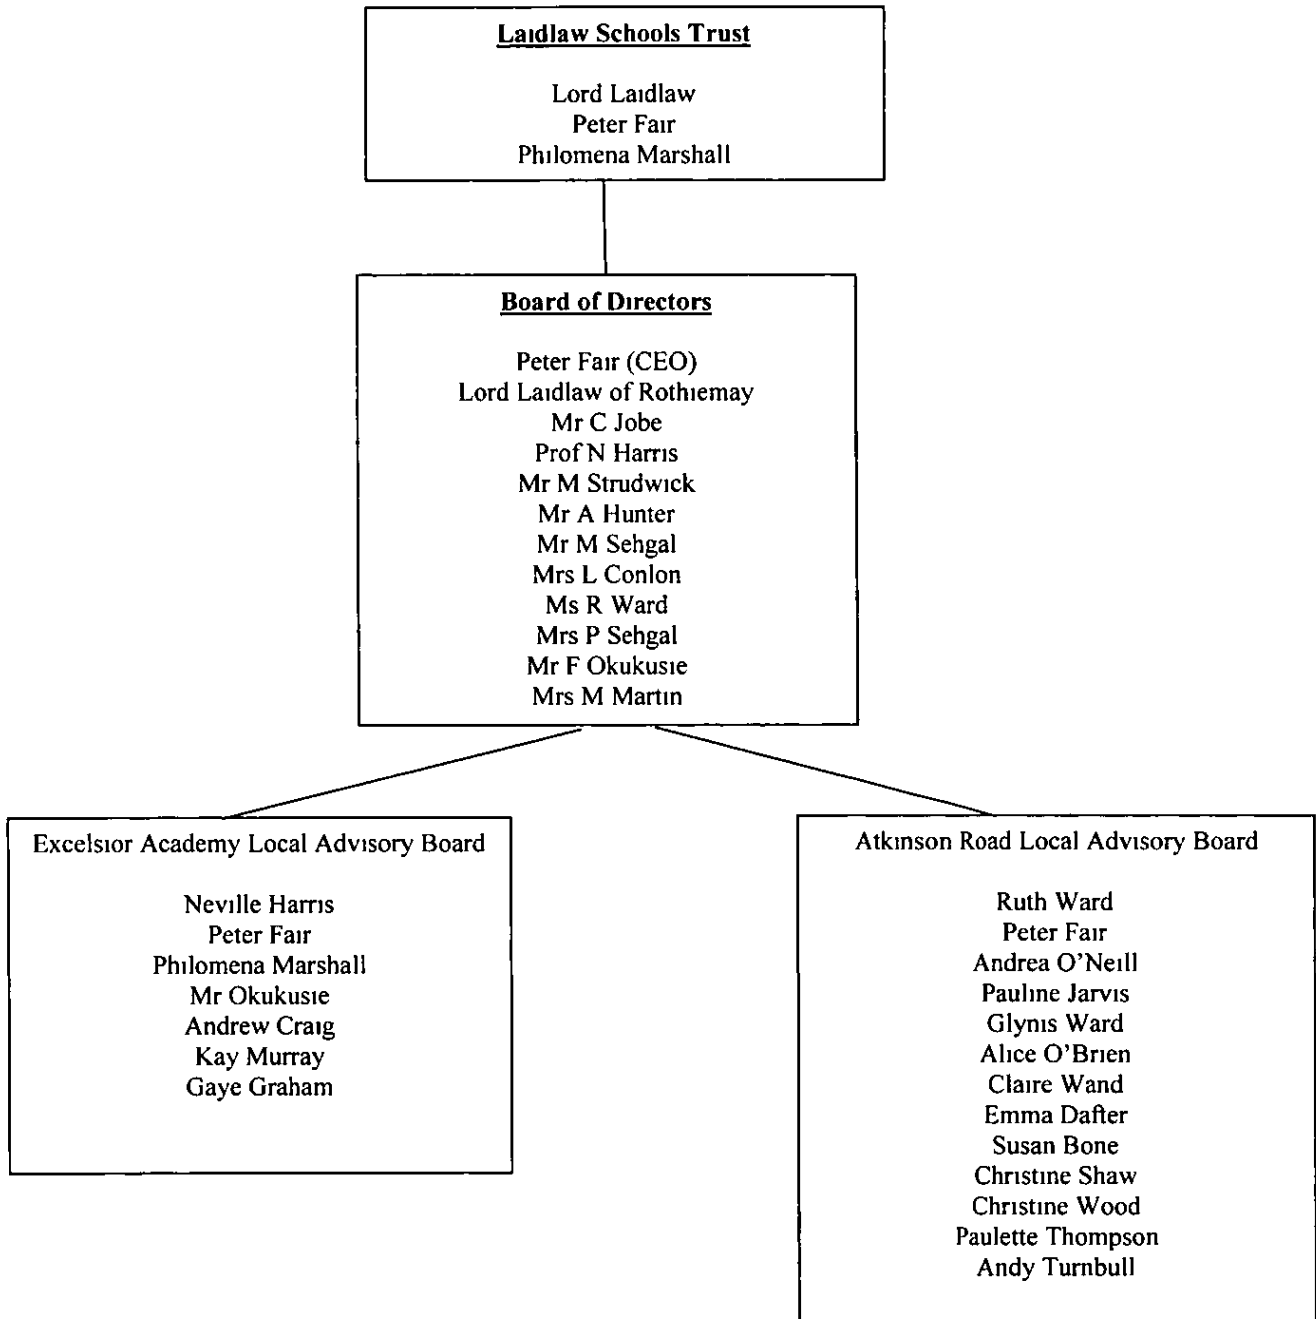 Laidlaw Schools Trust
Lord Laidlaw
Peter Fair
Philomena Marshall
Board of Directors
Peter Fair (CEO)
Lord Laidlaw of Rothiemay
Mr C Jobe
Prof N Harris
Mr M Strudwick
Mr A Hunter
Mr M Sehgal
Mrs L Conlon
Ms R Ward
Mrs P Sehgal
Mr F Okukusie
Mrs M Martin
Excelsior Academy Local Advisory Board
Neville Harris
Peter Fair
Philomena Marshall
Mr Okukusie
Andrew Craig
Kay Murray
Gaye Graham
Atkinson Road Local Advisory Board
Ruth Ward
Peter Fair
Andrea O'Neill
Pauline Jarvis
Glynis Ward
Alice O'Brien
Claire Wand
Emma Dafter
Susan Bone
Christine Shaw
Christine Wood
Paulette Thompson
Andy Turnbull